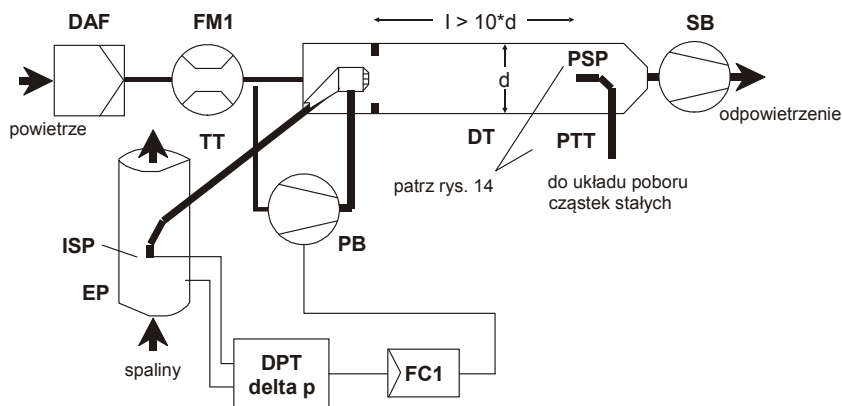 DAF
FM1
l > 10*d
SB
PSP
d
powietrze
odpowietrzenie
TT
DT
PTT
patrz rys. 14
do układu poboru
cząstek stałych
ISP
PB
EP
spaliny
DPT
delta p
FC1